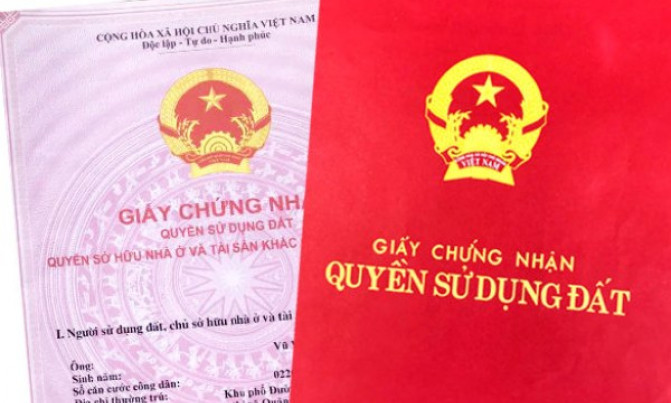 CỘNG HÒA XÃ HỘI CHỦ NGHĨA VIỆT NAM
Độc lập - Tự do - Hạnh phúc
GIẤY CHỨNG NHẬ
QUYỀN SỬ DỤNG ĐẤT
QUYỀN SỞ HỮU NHÀ Ở VÀ TÀI SẢN KHÁC
I. Người sử dụng đất, chủ sở hữu nhà ở và tài
Vũ
Ông:
Sinh năm:
Số căn cước công dân: 022
Địa chỉ thường trú: Khu phố
VIỆT NAM
GIẤY CHỨNG NHẬN
QUYỀN SỬ DỤNG ĐẤT